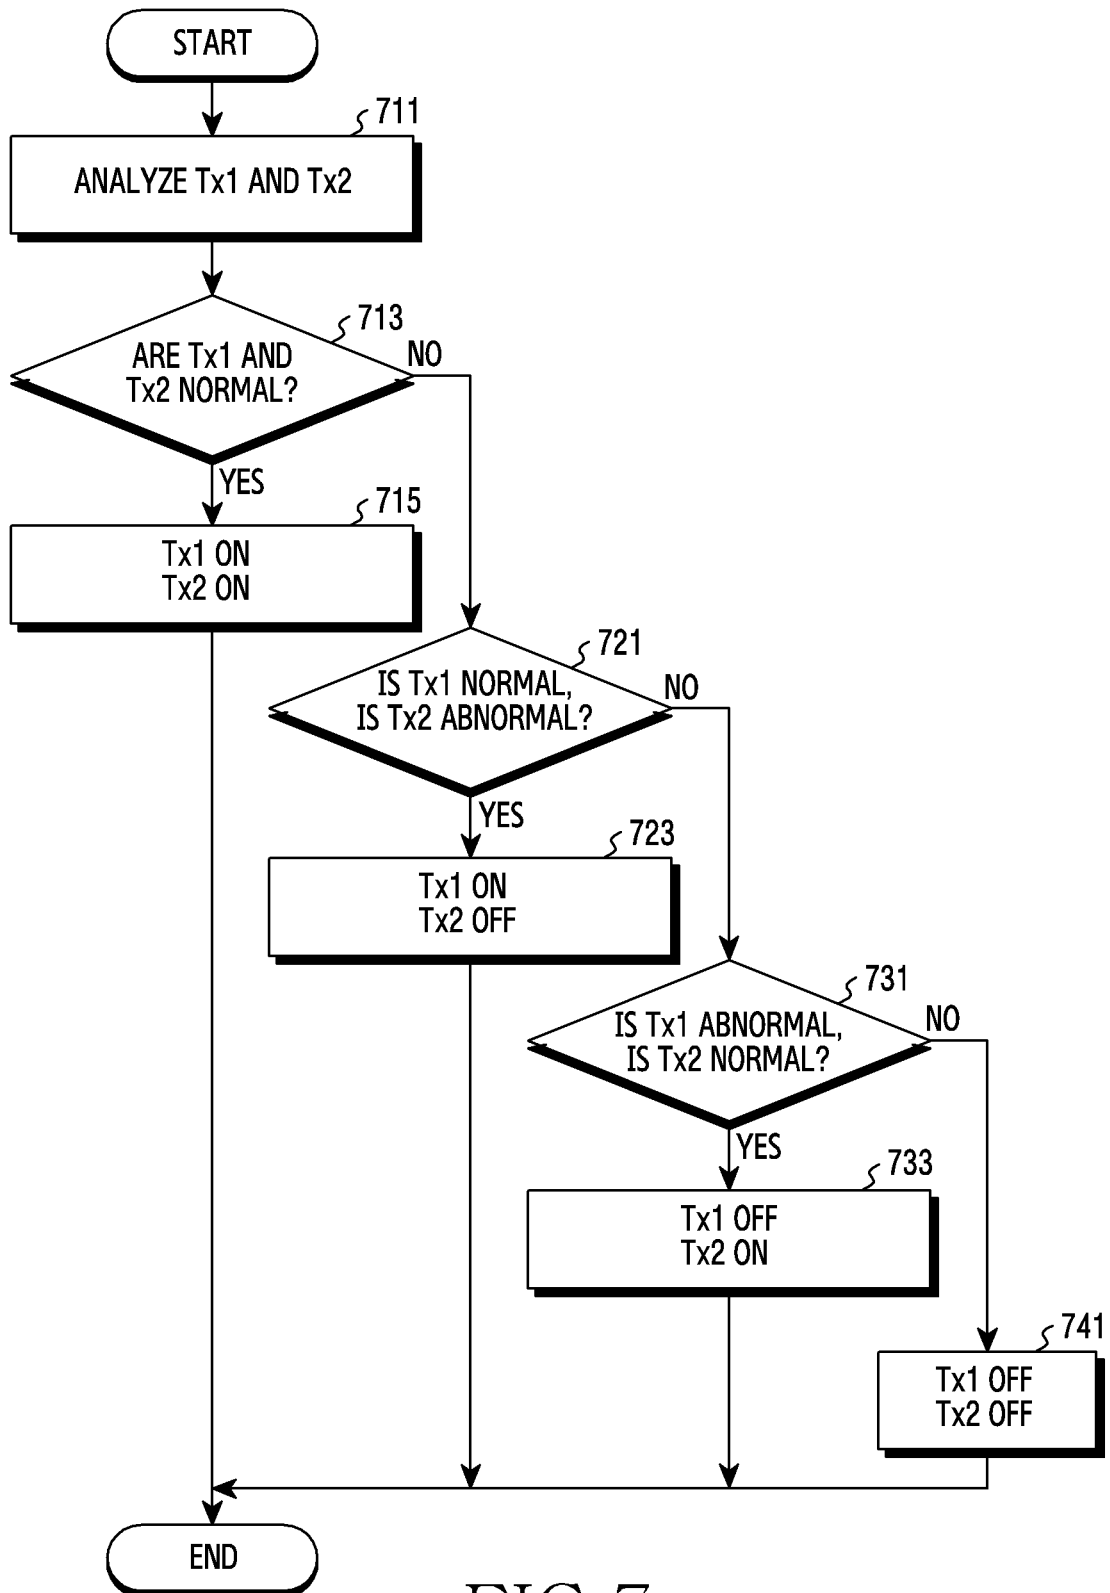 START
711
ANALYZE Tx1 AND Tx2
713
ARE Tx1 AND
Tx2 NORMAL?
NO
YES
715
Tx1 ON
Tx2 ON
721
IS Tx1 NORMAL,
IS Tx2 ABNORMAL?
NO
YES
723
Tx1 ON
Tx2 OFF
731
IS Tx1 ABNORMAL,
IS Tx2 NORMAL?
NO
YES
733
Tx1 OFF
Tx2 ON
741
Tx1 OFF
Tx2 OFF
END
FIG.7